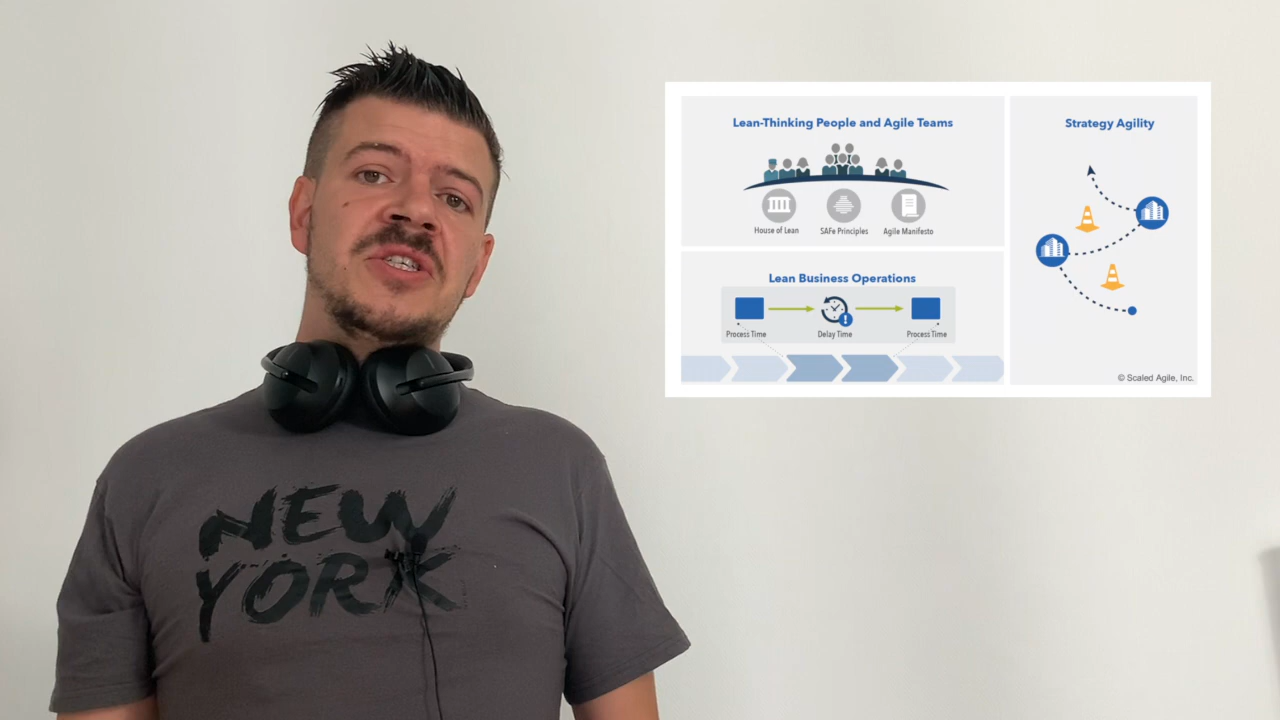 Lean-Thinking People and Agile Teams
House of Lean
SAFe Principles
Agile Manifesto
Lean Business Operations
Process Time
Delay Time
Process Time
Strategy Agility
© Scaled Agile, Inc.
NEW
YORK